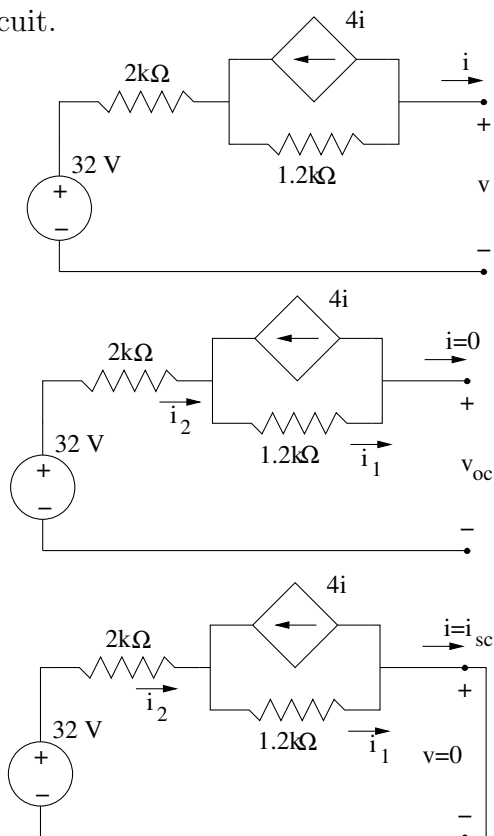 cuit.
4i
i
2kΩ
+
32 V
1.2kΩ
+
v
−
−
4i
i=0
2kΩ
+
i2
32 V
1.2kΩ
i1
+
voc
−
−
4i
i=isc
2kΩ
+
i2
32 V
1.2kΩ
i1
+
v=0
−
−